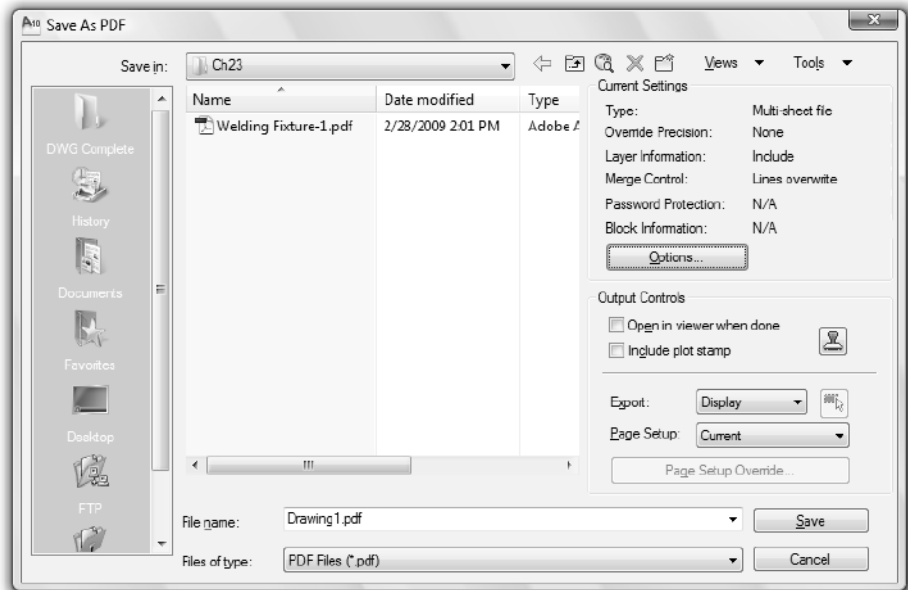 A10 Save As PDF
Save in:
Ch23
Views
Tools
DWG Complete
History
Documents
Favorites
Desktop
FTP
Name
Date modified
Type
Welding Fixture-1.pdf
2/28/2009 2:01 PM
Adobe A
Current Settings
Type: Multi-sheet file
Override Precision: None
Layer Information: Include
Merge Control: Lines overwrite
Password Protection: N/A
Block Information: N/A
Options...
Output Controls
Open in viewer when done
Include plot stamp
Export: Display
Page Setup: Current
Page Setup Override...
File name: Drawing1.pdf
Save
Files of type: PDF Files (*.pdf)
Cancel